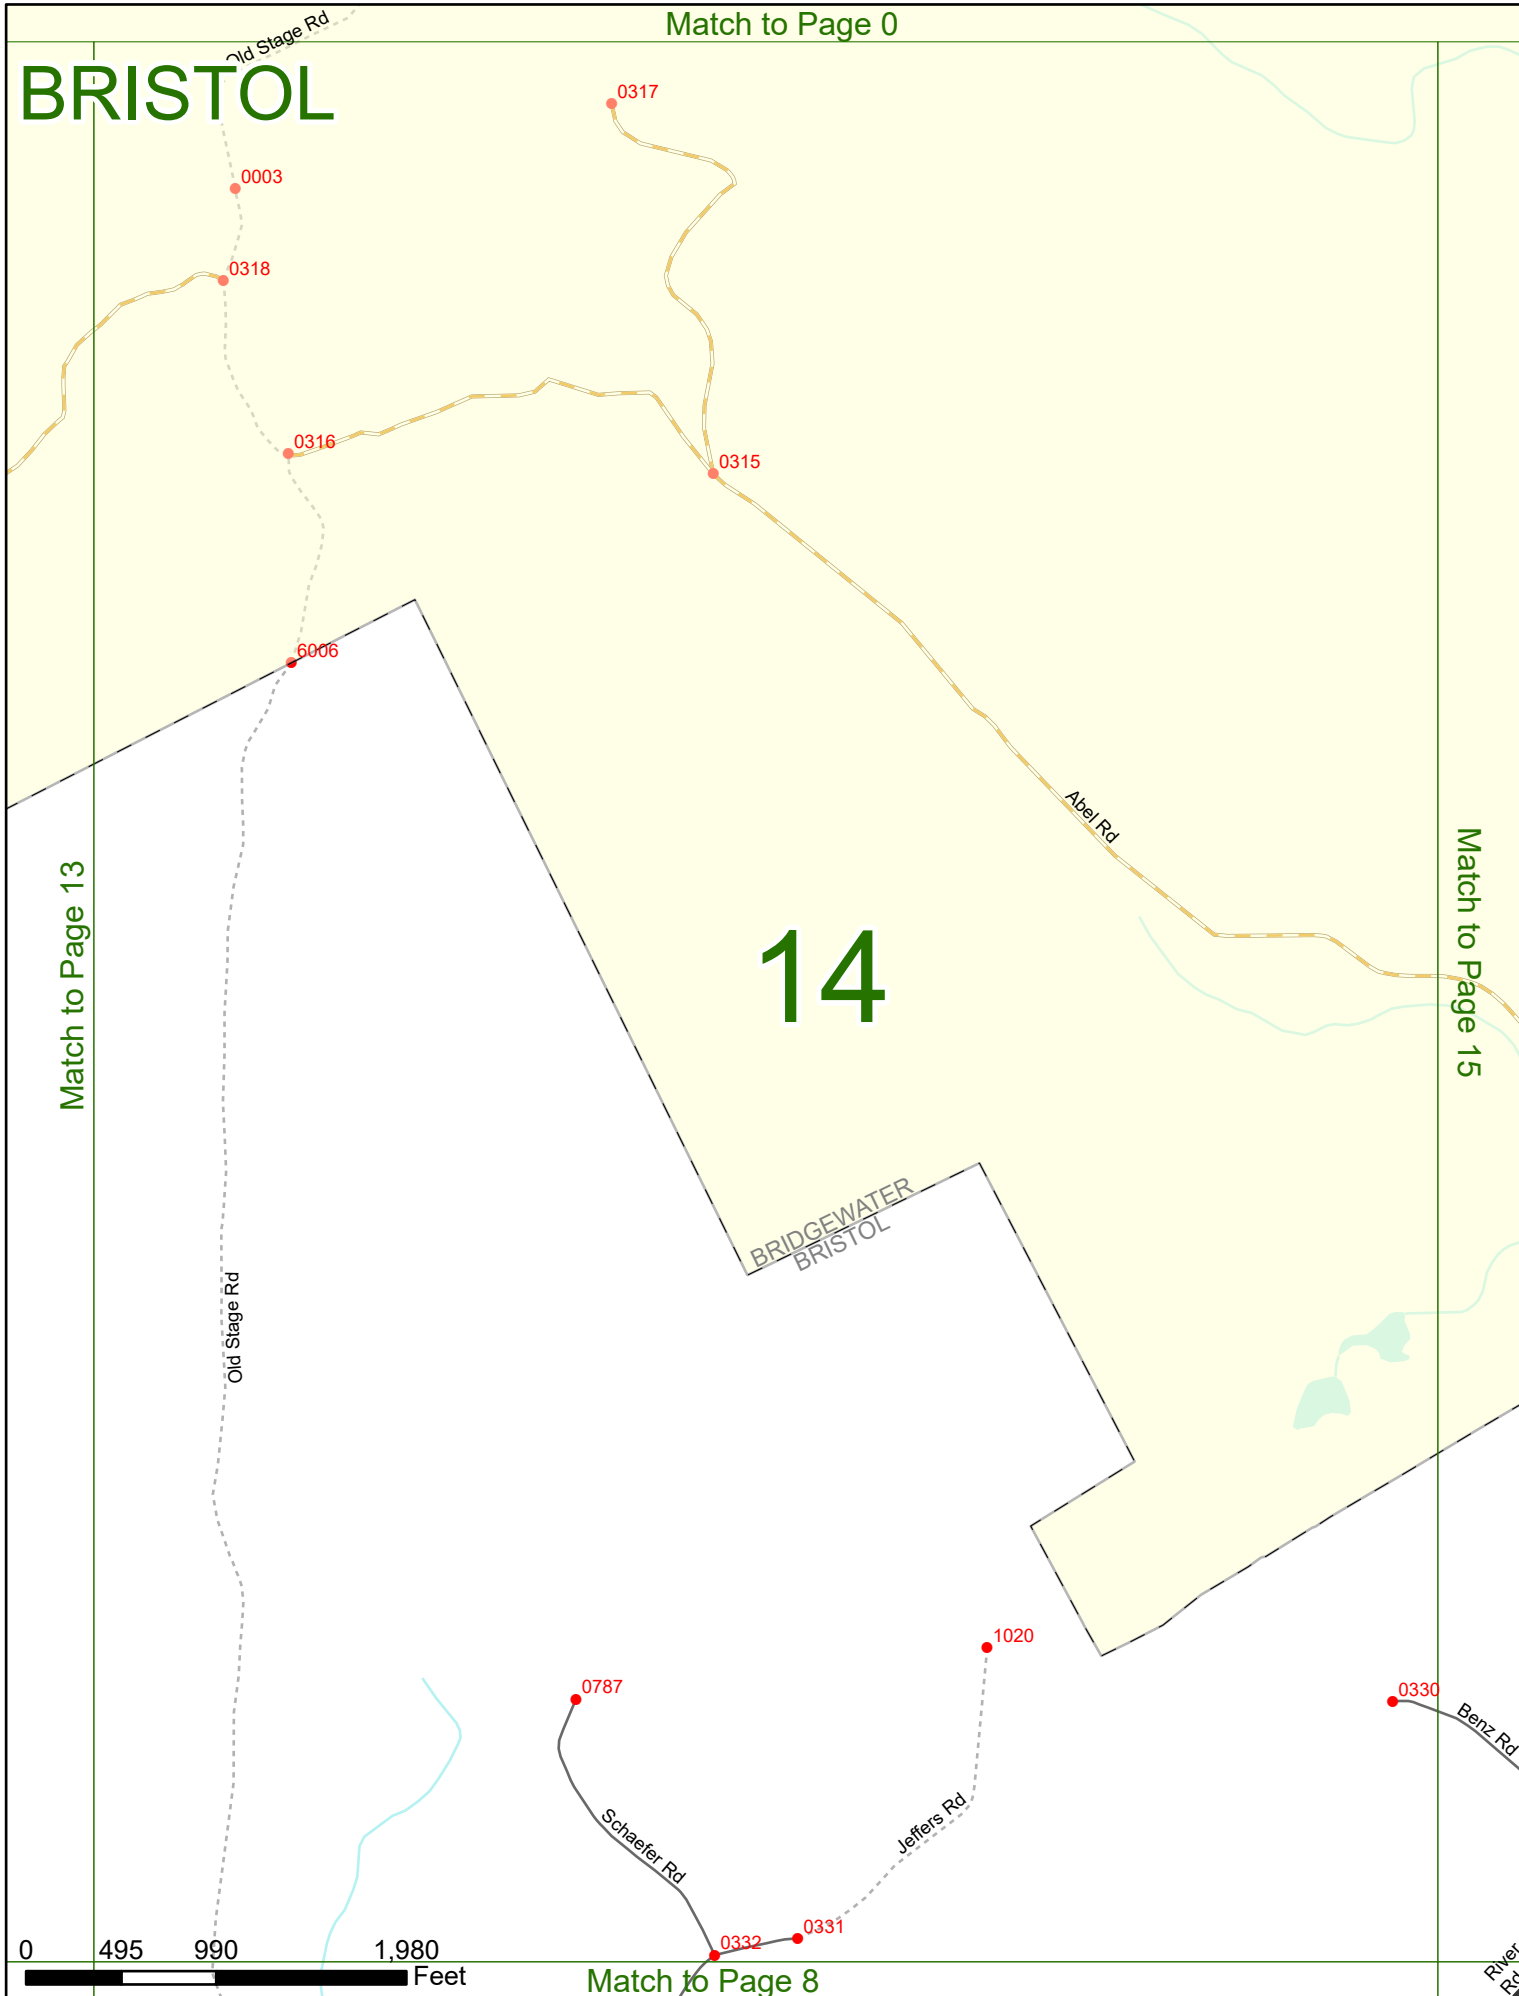 Match to Page 0
Old Stage Rd
BRISTOL
0317
0003
0318
0316
0315
6006
Abel Rd
Match to Page 13
Match to Page 15
14
BRIDGEWATER
BRISTOL
Old Stage Rd
1020
0787
0330
Benz Rd
Schaefer Rd
Jeffers Rd
0331
0332
River Rd
0 495 990 1,980
Feet
Match to Page 8